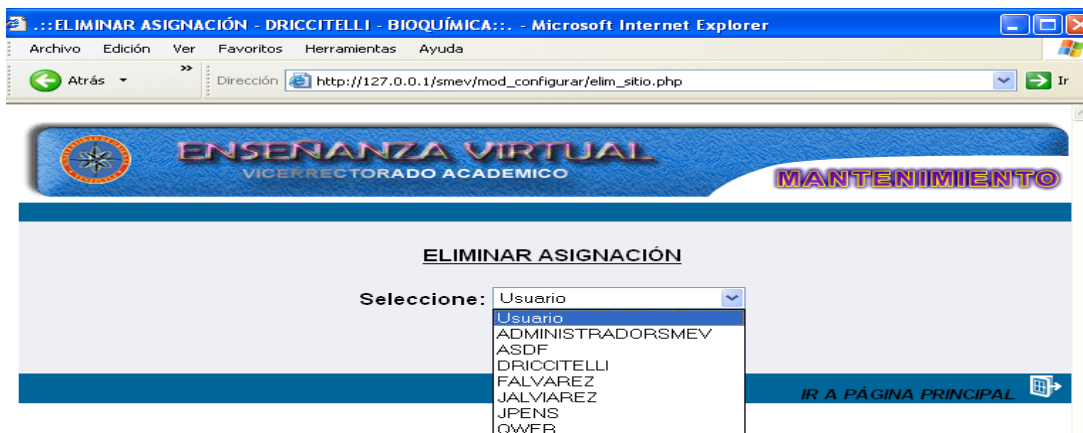 .::ELIMINAR ASIGNACIÓN - DRICCITELLI - BIOQUÍMICA::. - Microsoft Internet Explorer
Archivo Edición Ver Favoritos Herramientas Ayuda
Atrás » Dirección http://127.0.0.1/smev/mod_configurar/elim_sitio.php Ir
ENSEÑANZA VIRTUAL
VICERRECTORADO ACADEMICO
MANTENIMIENTO
ELIMINAR ASIGNACIÓN
Seleccione: Usuario
Usuario
ADMINISTRADORSMEV
ASDF
DRICCITELLI
FALVAREZ
JALVIAREZ
IR A PÁGINA PRINCIPAL
JPENS
QWER